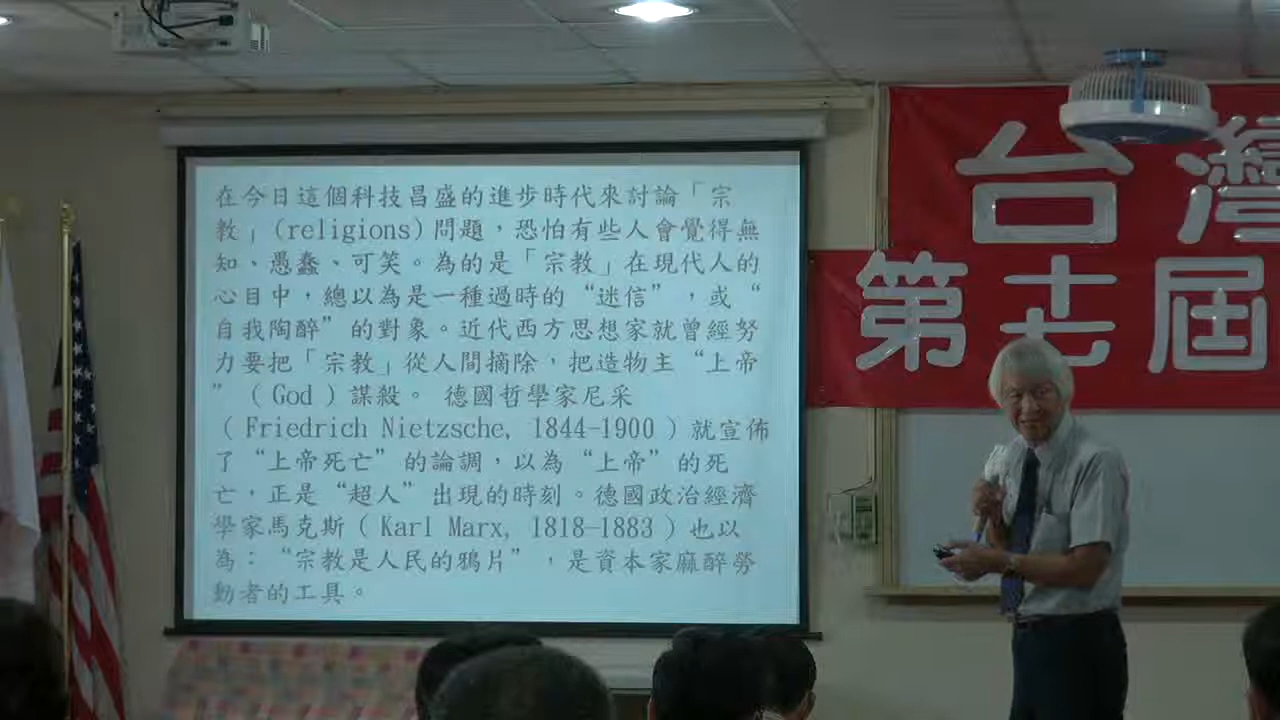 在今日這個科技昌盛的進步時代來討論「宗
教」(religions)問題，恐怕有些人會覺得無
知、愚蠢、可笑。為的是「宗教」在現代人的
心目中，總以為是一種過時的“迷信”，或“
自我陶醉”的對象。近代西方思想家就曾經努
力要把「宗教」從人間摘除，把造物主“上帝
”（God）謀殺。 德國哲學家尼采
（Friedrich Nietzsche, 1844-1900）就宣佈
了“上帝死亡”的論調，以為“上帝”的死
亡，正是“超人”出現的時刻。德國政治經濟
學家馬克斯（Karl Marx, 1818-1883）也以
為：“宗教是人民的鴉片”，是資本家麻醉勞
動者的工具。
台灣
第七屆